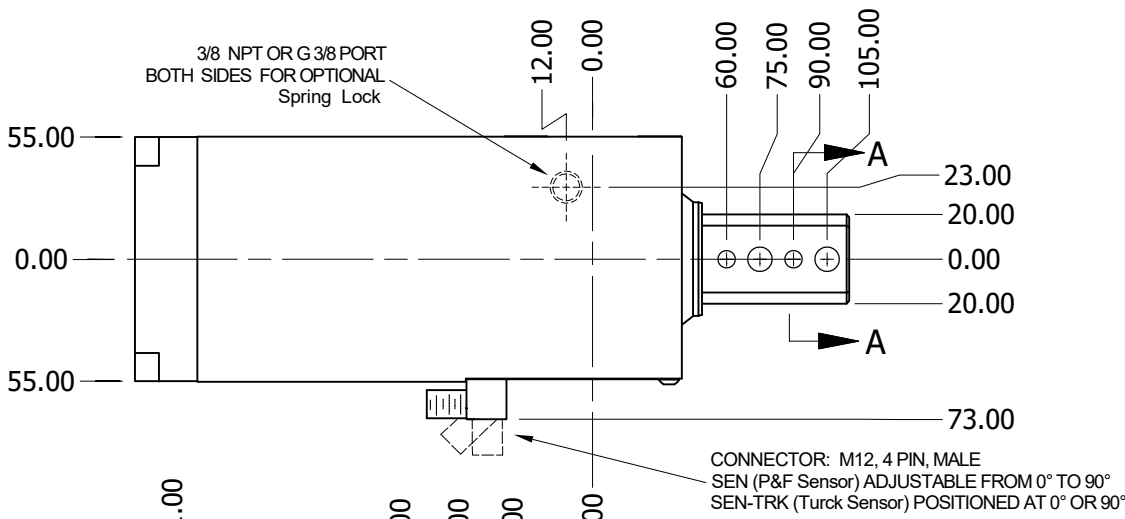 3/8 NPT OR G 3/8 PORT
BOTH SIDES FOR OPTIONAL
Spring Lock
12.00
0.00
60.00
75.00
90.00
105.00
55.00
A
23.00
20.00
0.00
0.00
20.00
A
55.00
73.00
CONNECTOR: M12, 4 PIN, MALE
SEN (P&F Sensor) ADJUSTABLE FROM 0° TO 90°
SEN-TRK (Turck Sensor) POSITIONED AT 0° OR 90°